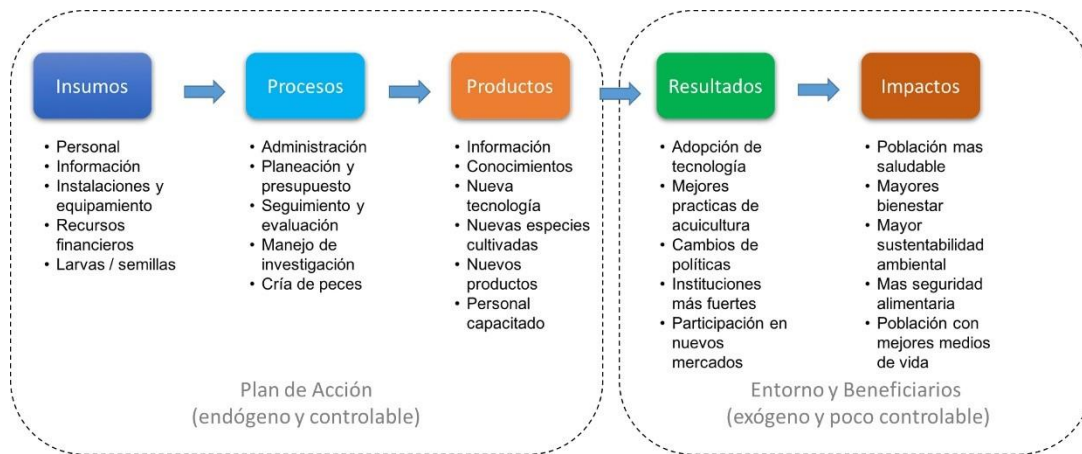 Insumos
• Personal
• Información
• Instalaciones y
equipamiento
• Recursos
financieros
• Larvas / semillas
Procesos
• Administración
• Planeación y
presupuesto
• Seguimiento y
evaluación
• Manejo de
investigación
• Cría de peces
Productos
• Información
• Conocimientos
• Nueva
tecnología
• Nuevas especies
cultivadas
• Nuevos
productos
• Personal
capacitado
Plan de Acción
(endógeno y controlable)
Resultados
• Adopción de
tecnología
• Mejores
practicas de
acuicultura
• Cambios de
políticas
• Instituciones
más fuertes
• Participación en
nuevos
mercados
Impactos
• Población mas
saludable
• Mayores
bienestar
• Mayor
sustentabilidad
ambiental
• Mas seguridad
alimentaria
• Población con
mejores medios
de vida
Entorno y Beneficiarios
(exógeno y poco controlable)